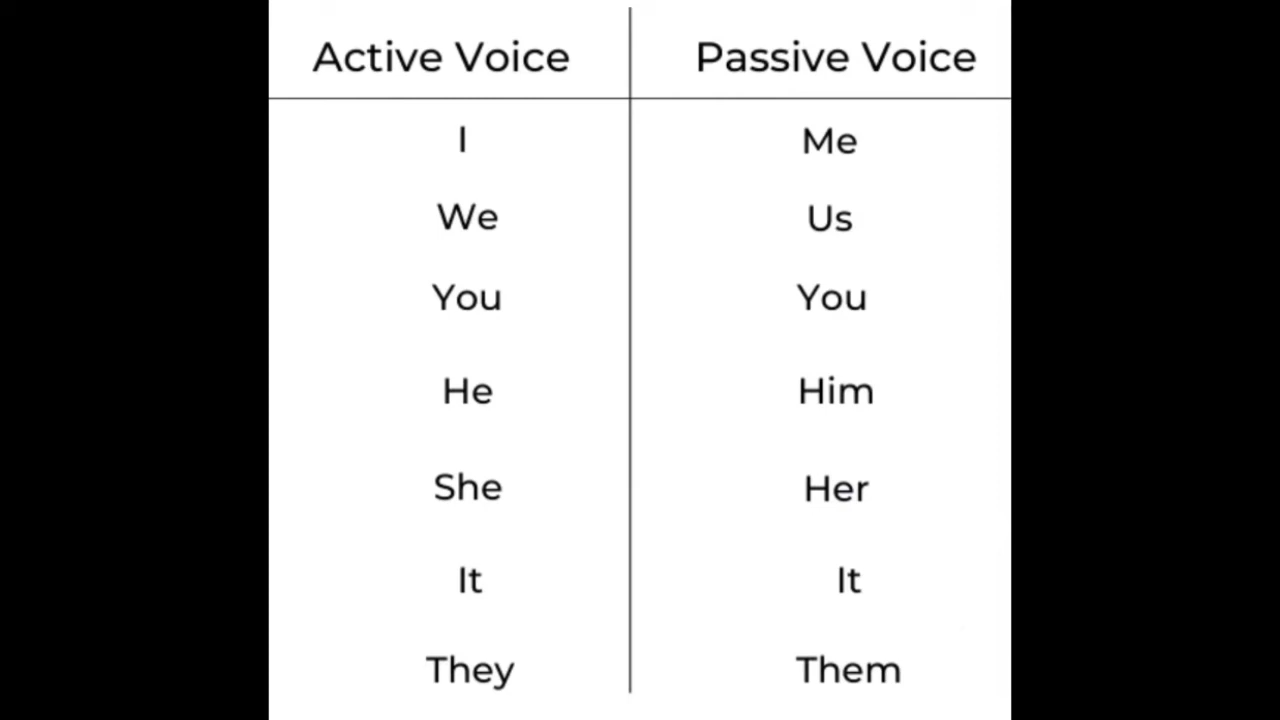 Active Voice Passive Voice
I Me
We Us
You You
He Him
She Her
It It
They Them